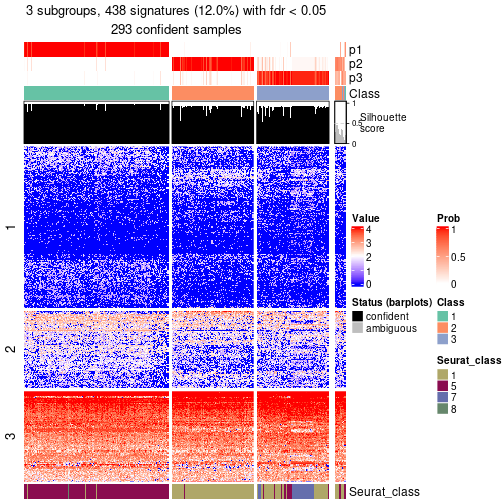 3 subgroups, 438 signatures (12.0%) with fdr < 0.05
293 confident samples
p1
p2
p3
Class
1
0.5
0
Silhouette
score
1
2
3
Seurat_class
Value
4
3
2
1
0
Prob
1
0.5
0
Status (barplots)
confident
ambiguous
Class
1
2
3
Seurat_class
1
5
7
8